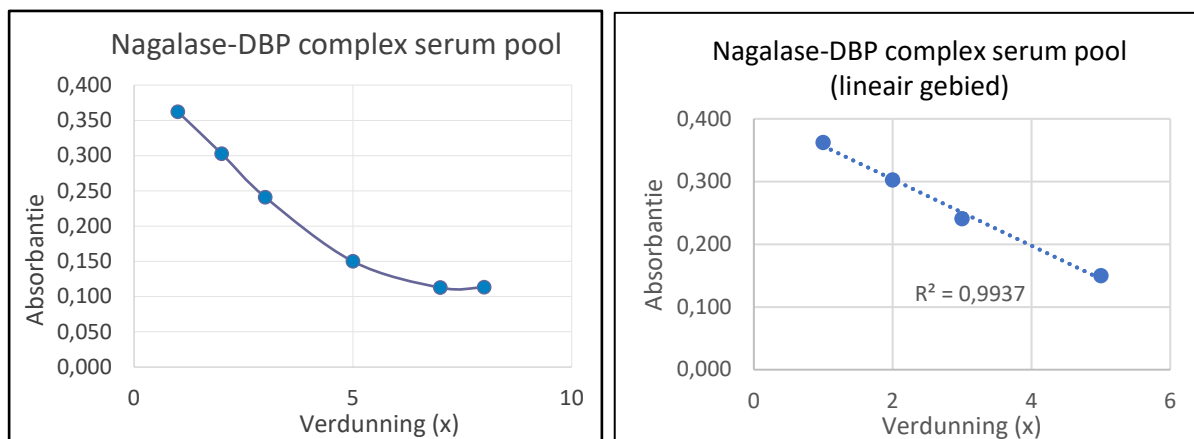 Nagalase-DBP complex serum pool
0,400
0,350
0,300
0,250
0,200
0,150
0,100
0,050
0,000
Absorbantie
0
5
10
Verdunning (x)
Nagalase-DBP complex serum pool
(lineair gebied)
0,400
0,300
0,200
0,100
0,000
Absorbantie
R² = 0,9937
0
2
4
6
Verdunning (x)